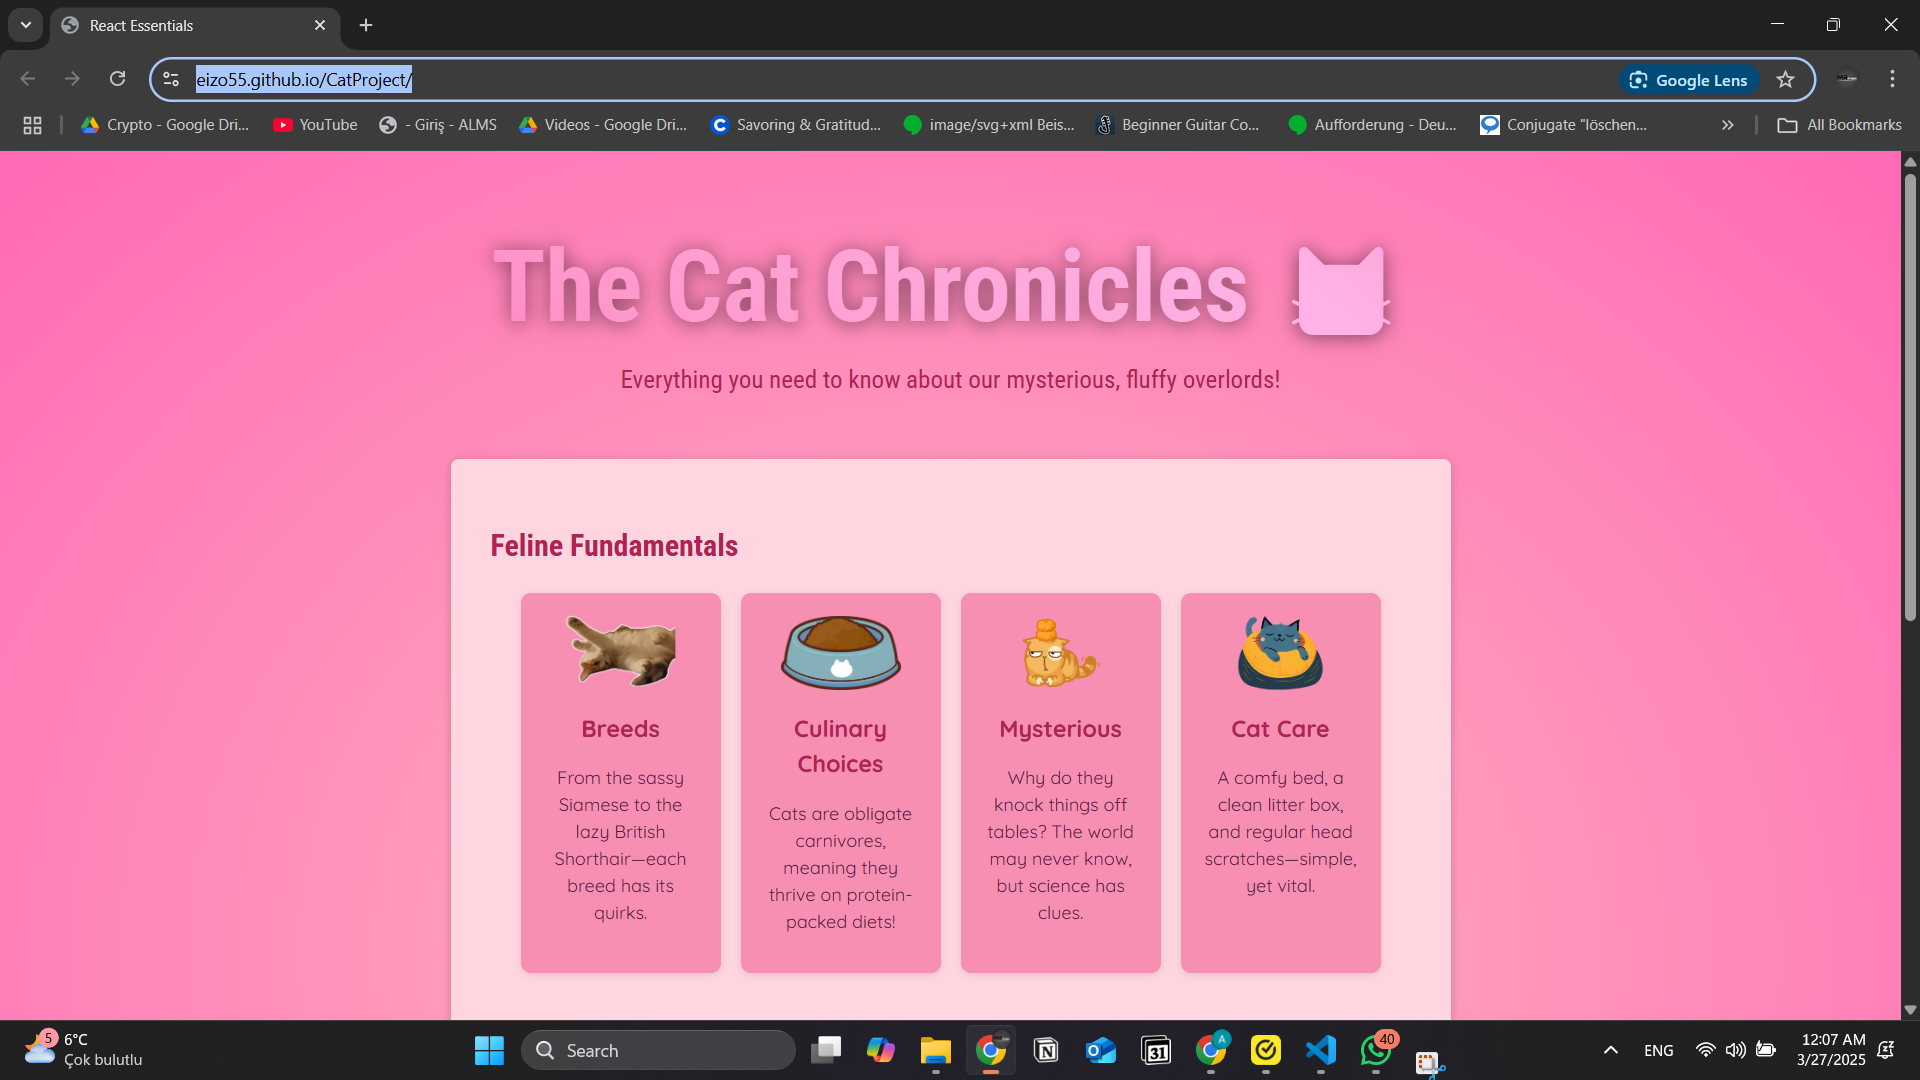 React Essentials
eizo55.github.io/CatProject/
Google Lens
Crypto - Google Dri...
YouTube
- Giriş - ALMS
Videos - Google Dri...
Savoring & Gratitud...
image/svg+xml Beis...
Beginner Guitar Co...
Aufforderung - Deu...
Conjugate "löschen...
All Bookmarks
The Cat Chronicles
Everything you need to know about our mysterious, fluffy overlords!
Feline Fundamentals
Breeds
From the sassy
Siamese to the
lazy British
Shorthair—each
breed has its
quirks.
Culinary
Choices
Cats are obligate
carnivores,
meaning they
thrive on protein-
packed diets!
Mysterious
Why do they
knock things off
tables? The world
may never know,
but science has
clues.
Cat Care
A comfy bed, a
clean litter box,
and regular head
scratches—simple,
yet vital.
5
6°C
Çok bulutlu
Search
31
A
40
ENG
12:07 AM
3/27/2025